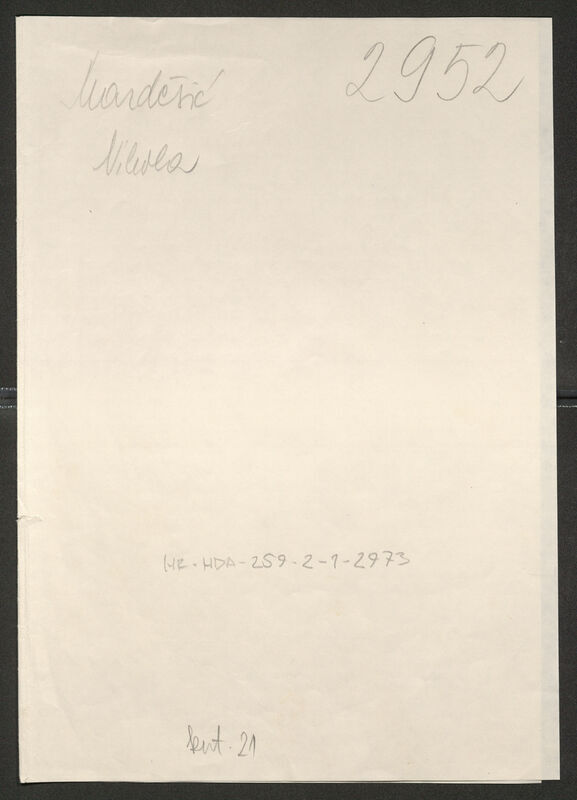 Mardešić
2952
Nikola
HR-HDA-259-2-1-2973
kut. 21